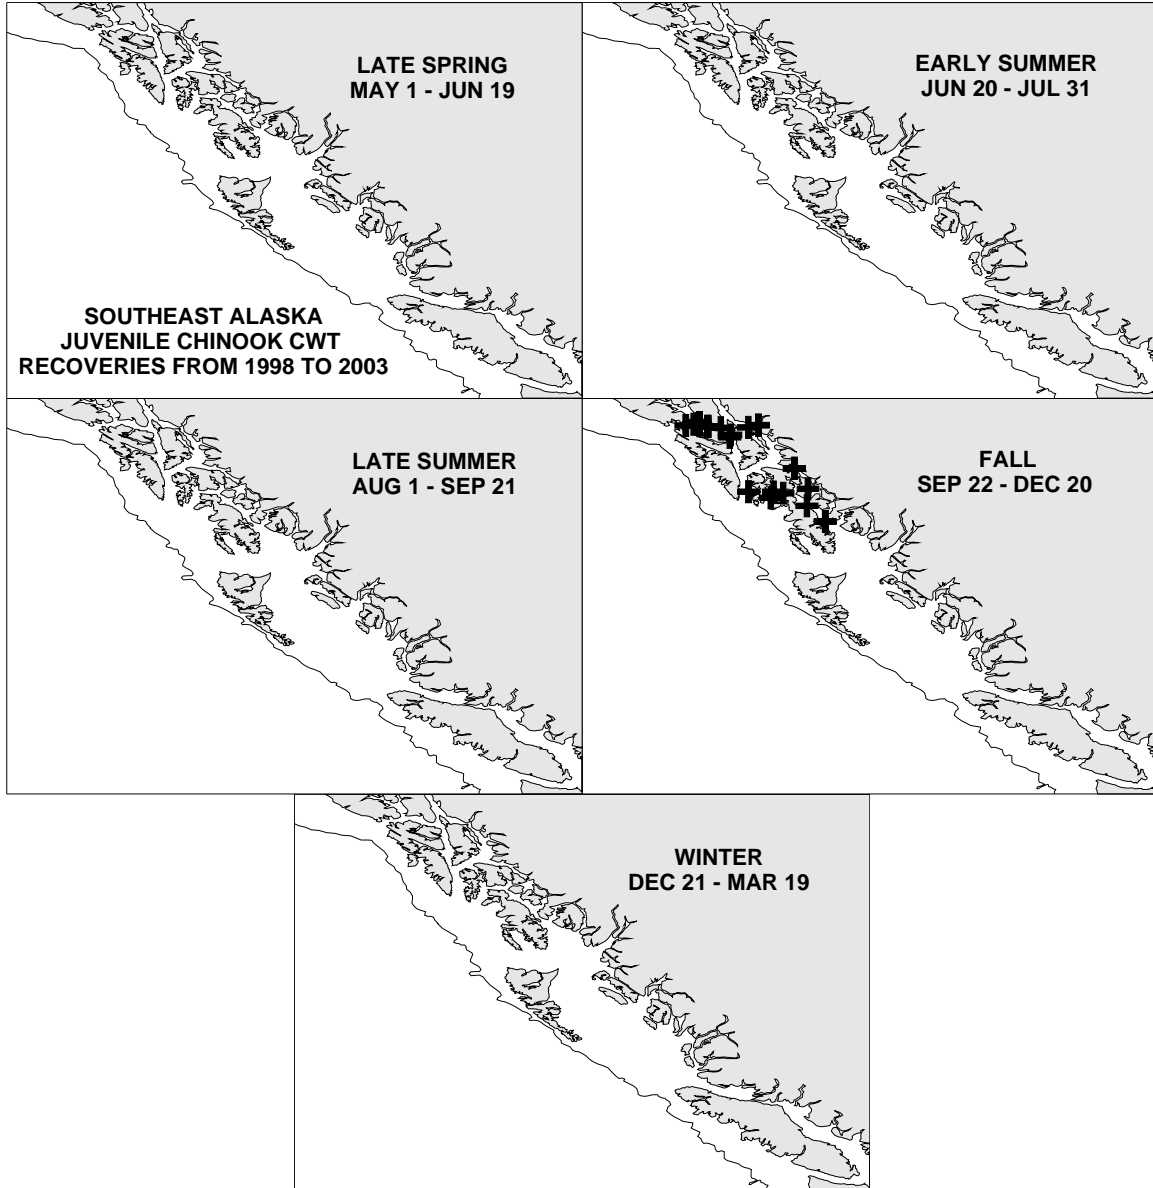 LATE SPRING
MAY 1 - JUN 19
SOUTHEAST ALASKA
JUVENILE CHINOOK CWT
RECOVERIES FROM 1998 TO 2003
EARLY SUMMER
JUN 20 - JUL 31
LATE SUMMER
AUG 1 - SEP 21
FALL
SEP 22 - DEC 20
WINTER
DEC 21 - MAR 19